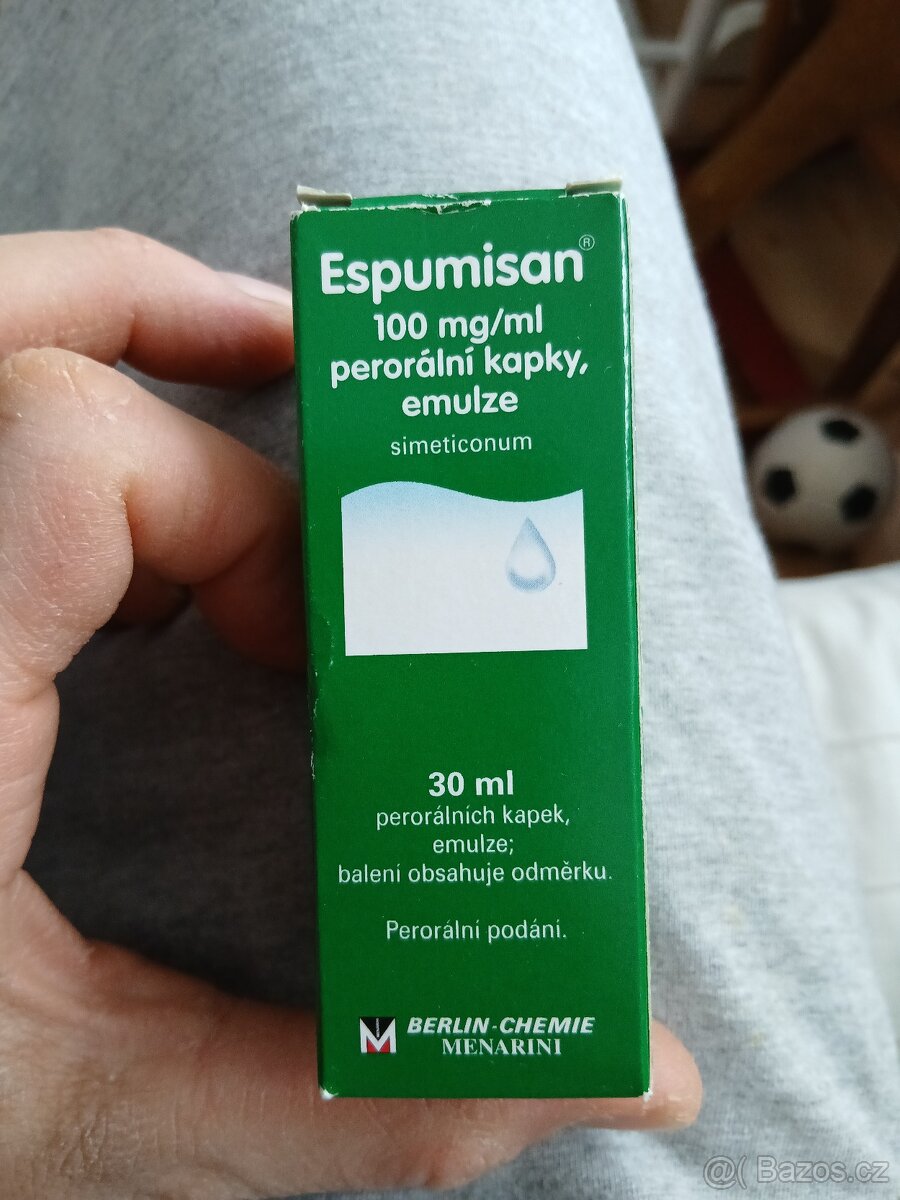 Espumisan®
100 mg/ml
perorální kapky,
emulze
simeticonum
30 ml
perorálních kapek,
emulze;
balení obsahuje odměrku.
Perorální podání.
BERLIN-CHEMIE
MENARINI
@( Bazos.cz